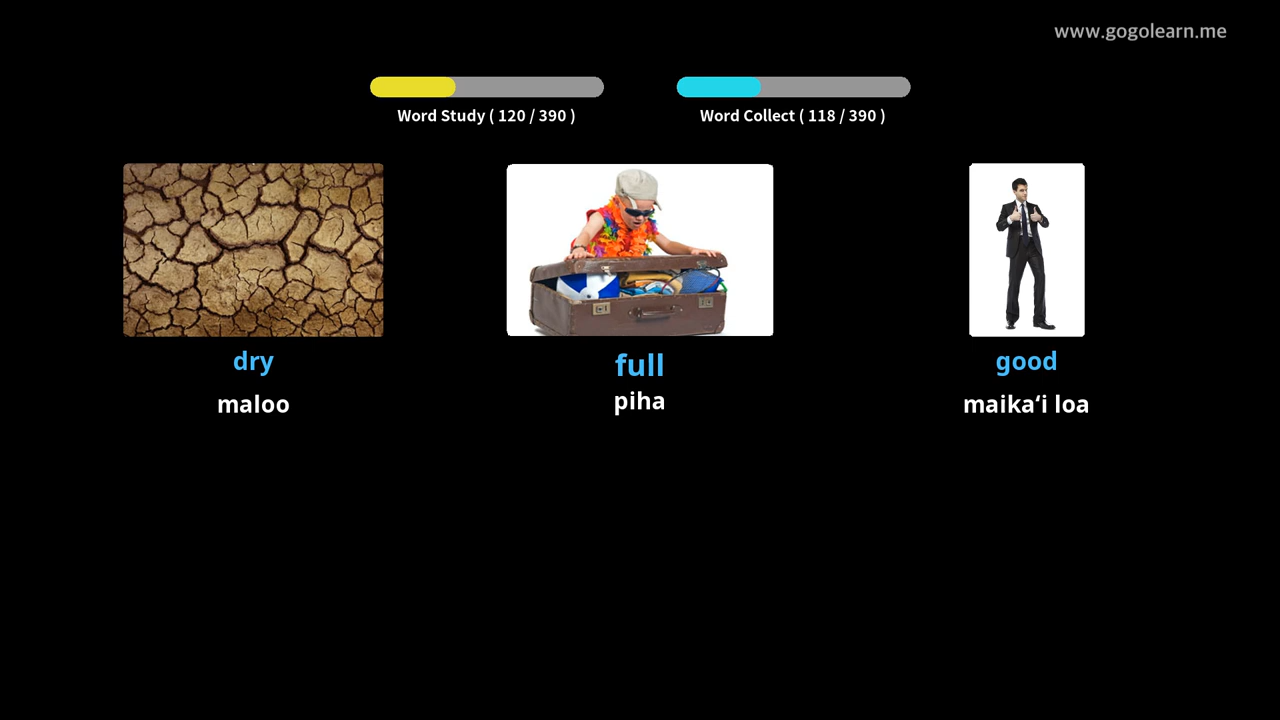 www.gogolearn.me
Word Study ( 120 / 390 )
Word Collect ( 118 / 390 )
dry
full
good
maloo
piha
maikaʻi loa